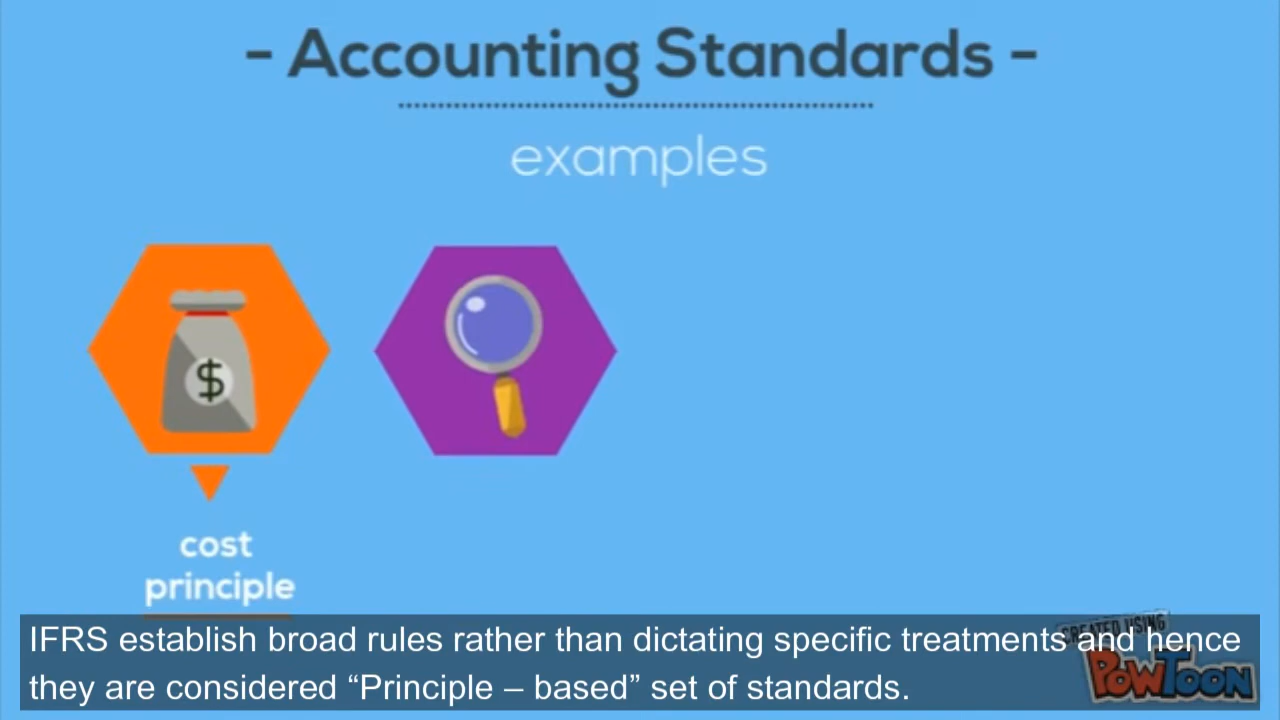 - Accounting Standards -
examples
$
cost
principle
CREATED USING
POWTOON
IFRS establish broad rules rather than dictating specific treatments and hence
they are considered “Principle – based” set of standards.